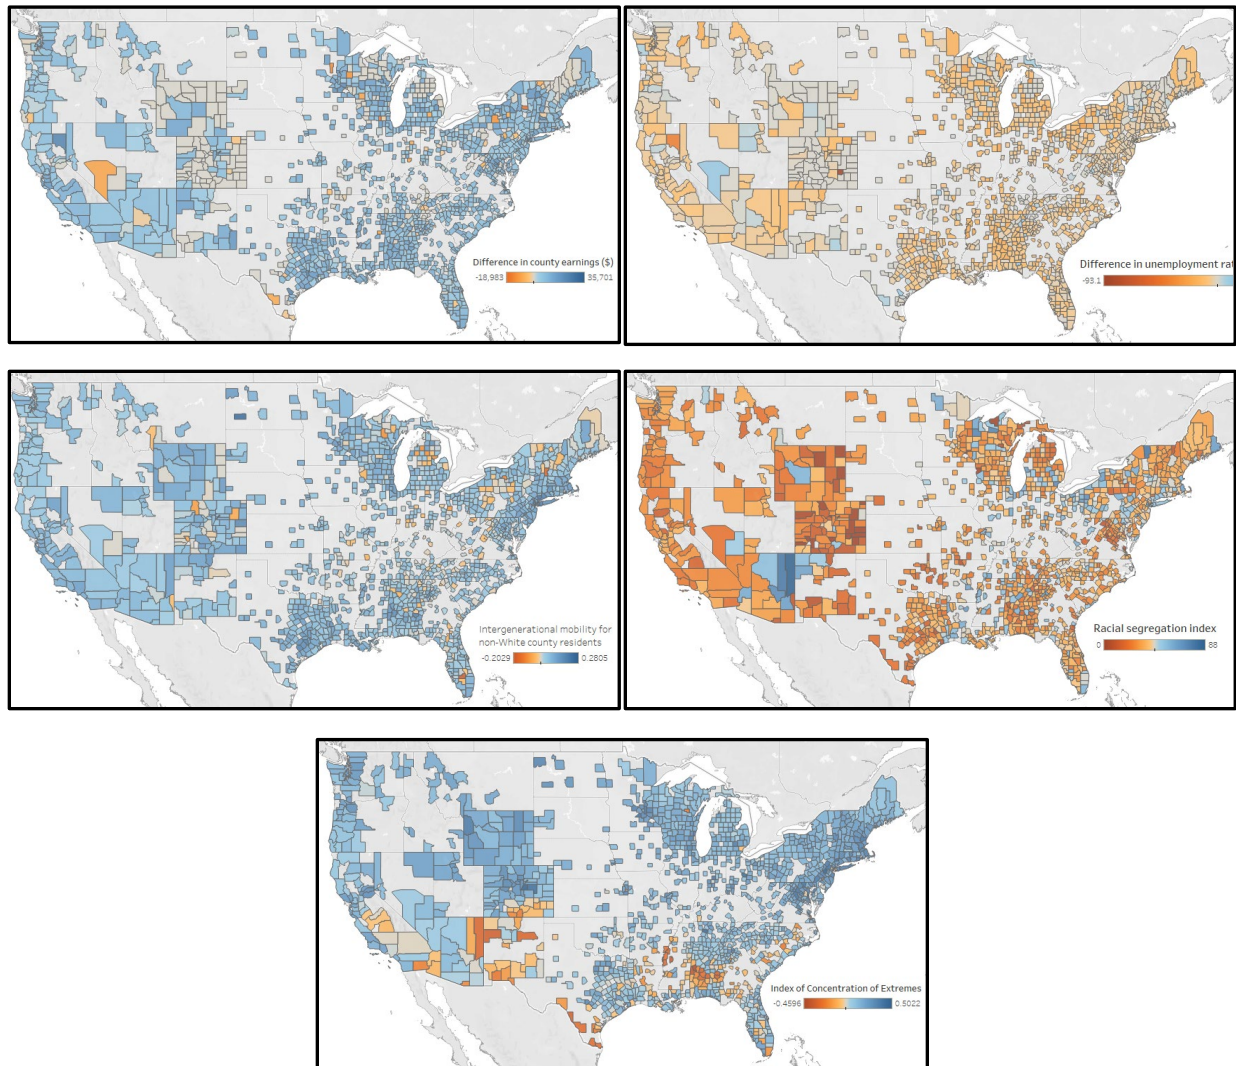 Difference in county earnings ($)
-18,983 35,701
Difference in unemployment rat
-93.1
Intergenerational mobility for
non-White county residents
-0.2029 0.2805
Racial segregation index
0 88
Index of Concentration of Extremes
-0.4596 0.5022